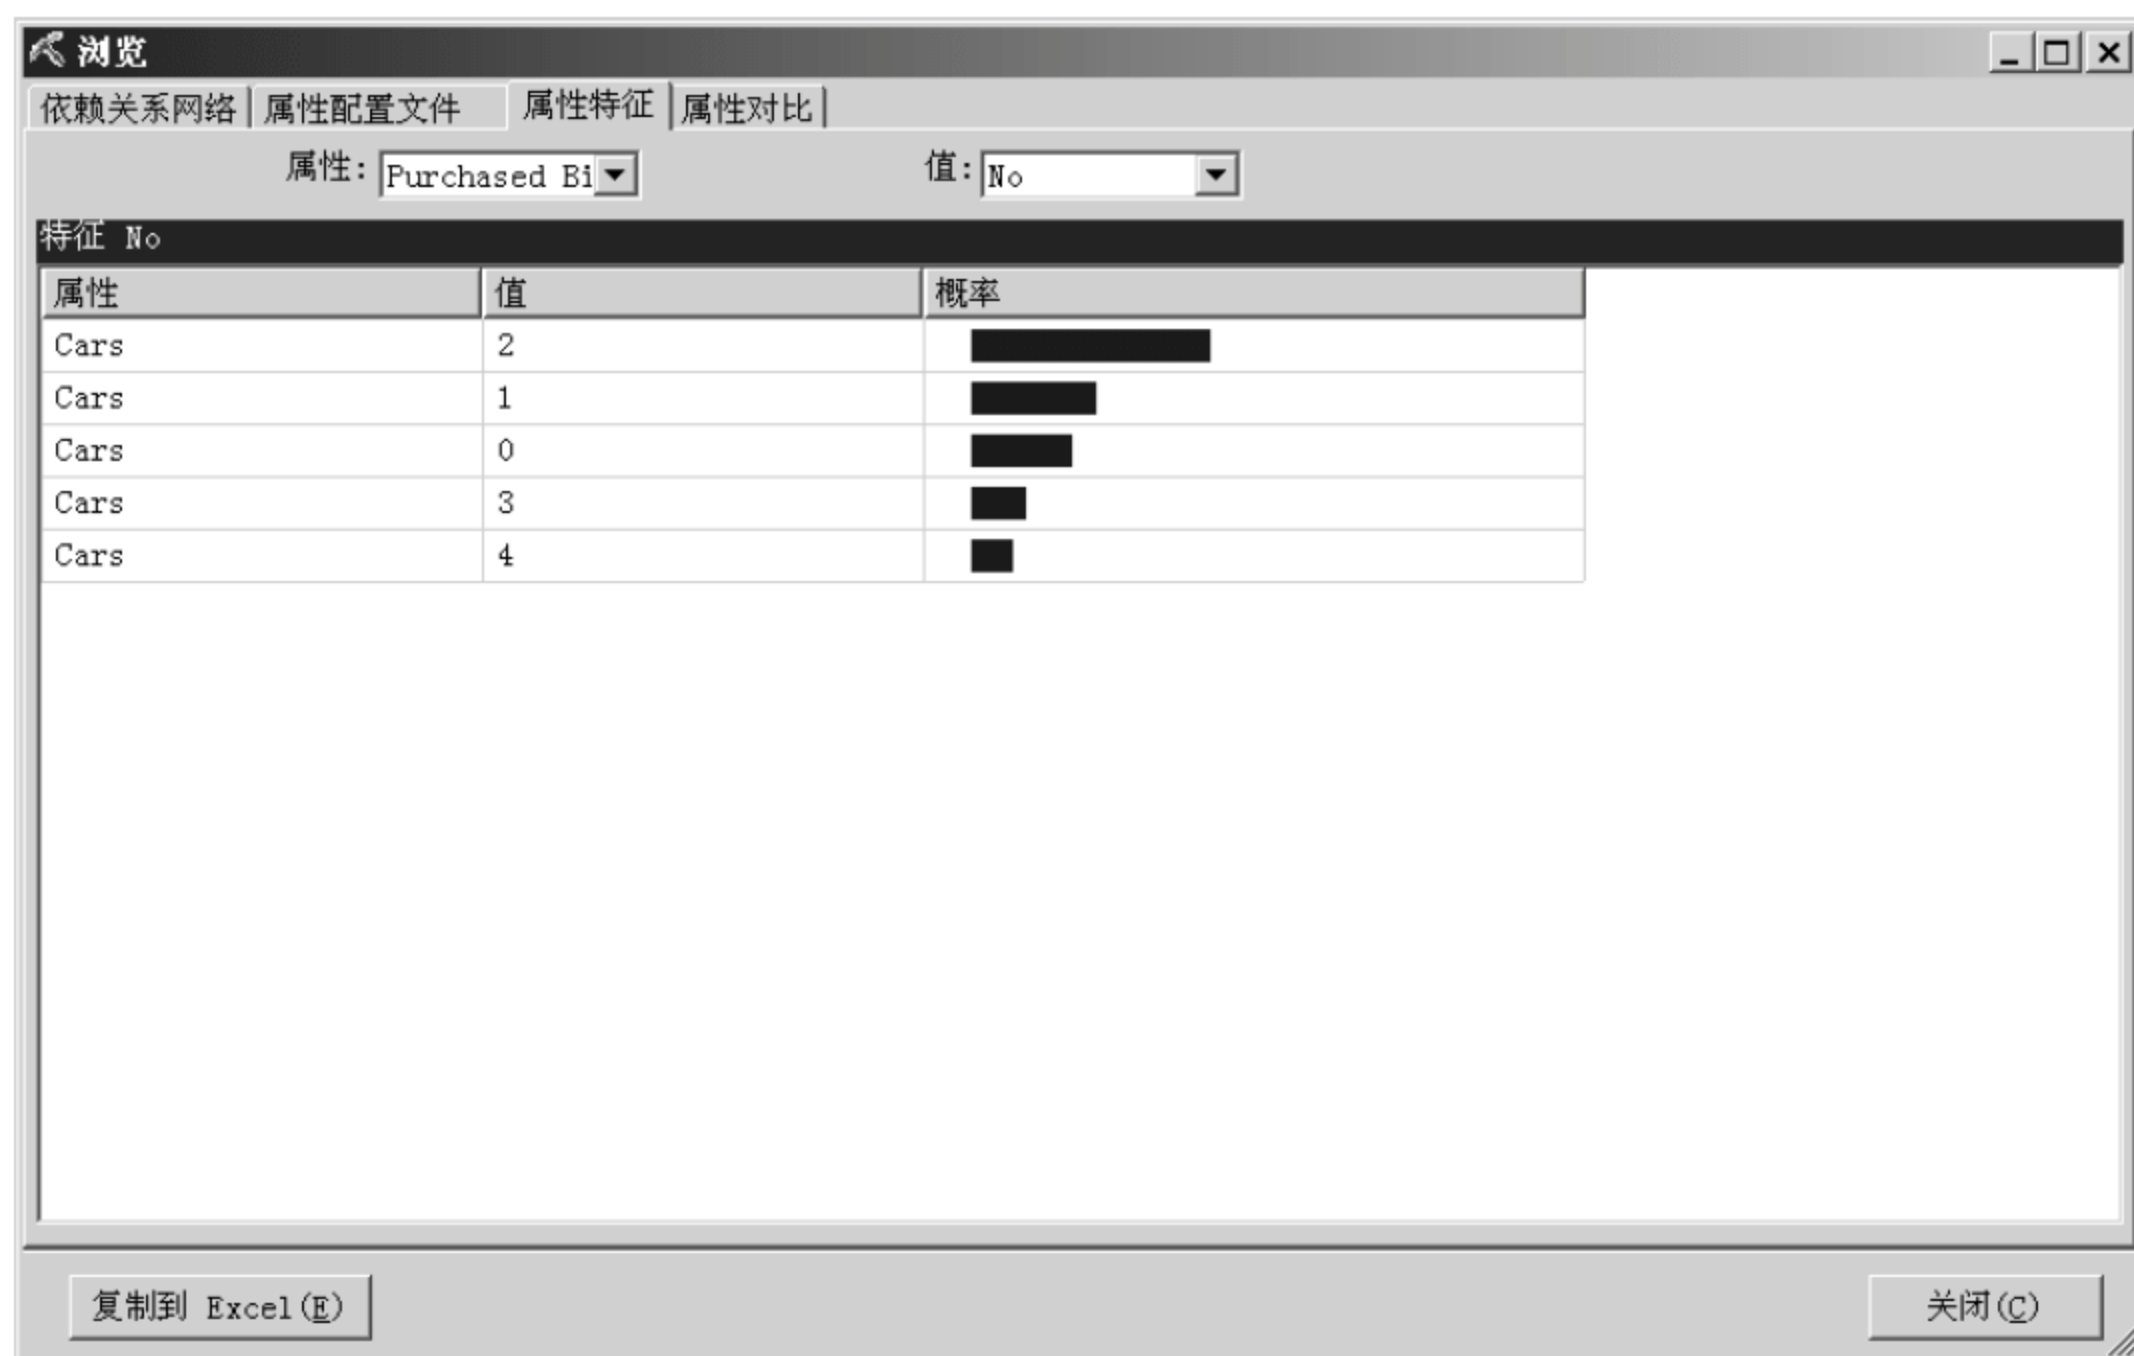 浏览
依赖关系网络 属性配置文件 属性特征 属性对比
属性: Purchased Bi 值: No
特征 No
属性 值 概率
Cars 2
Cars 1
Cars 0
Cars 3
Cars 4
复制到 Excel(E) 关闭(C)